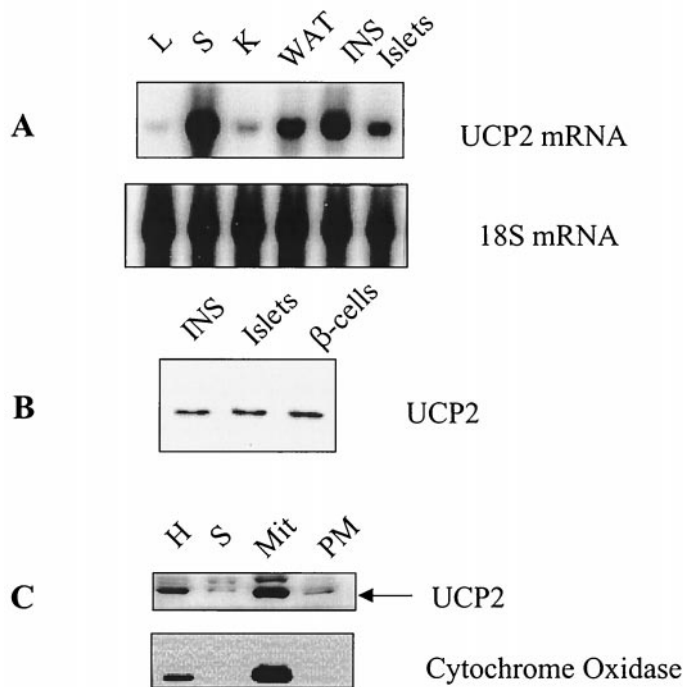 L S K WAT INS Islets
A
UCP2 mRNA
18S mRNA
INS Islets β-cells
B
UCP2
H S Mit PM
C
UCP2
Cytochrome Oxidase